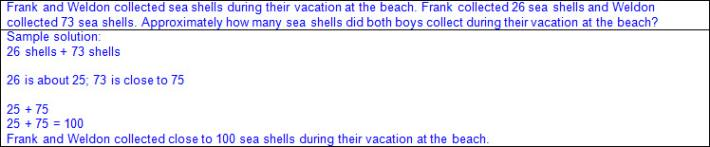 Frank and Weldon collected sea shells during their vacation at the beach. Frank collected 26 sea shells and Weldon
collected 73 sea shells. Approximately how many sea shells did both boys collect during their vacation at the beach?
Sample solution:
26 shells + 73 shells
26 is about 25; 73 is close to 75
25 + 75
25 + 75 = 100
Frank and Weldon collected close to 100 sea shells during their vacation at the beach.